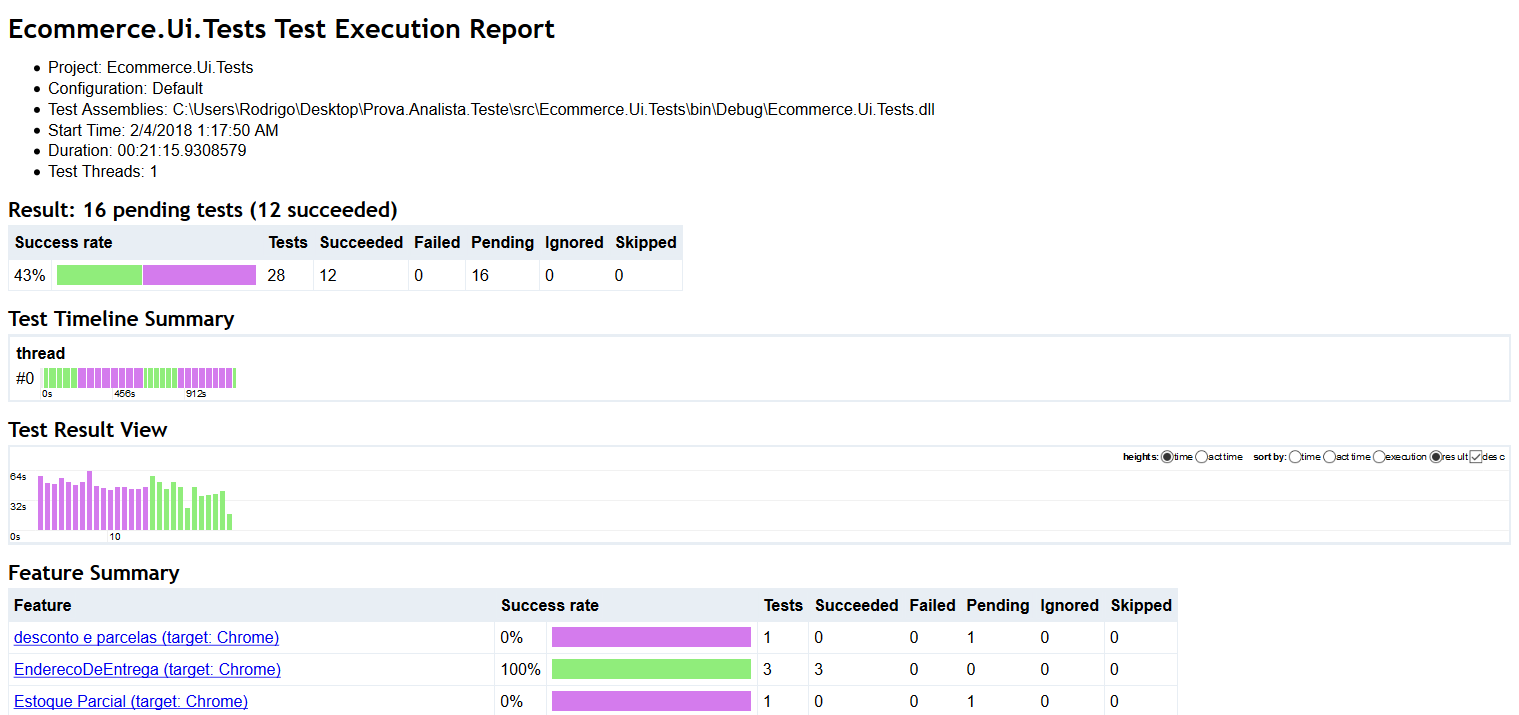 Ecommerce.Ui.Tests Test Execution Report
Project: Ecommerce.Ui.Tests
Configuration: Default
Test Assemblies: C:\Users\Rodrigo\Desktop\Prova.Analista.Teste\src\Ecommerce.Ui.Tests\bin\Debug\Ecommerce.Ui.Tests.dll
Start Time: 2/4/2018 1:17:50 AM
Duration: 00:21:15.9308579
Test Threads: 1
Result: 16 pending tests (12 succeeded)
Success rate Tests Succeeded Failed Pending Ignored Skipped
43% 28 12 0 16 0 0
Test Timeline Summary
thread
#0
0s 456s 912s
Test Result View
heights: time act time sort by: time act time execution result desc
64s
32s
0s 10
Feature Summary
Feature Success rate Tests Succeeded Failed Pending Ignored Skipped
desconto e parcelas (target: Chrome) 0% 1 0 0 1 0 0
EnderecoDeEntrega (target: Chrome) 100% 3 3 0 0 0 0
Estoque Parcial (target: Chrome) 0% 1 0 0 1 0 0